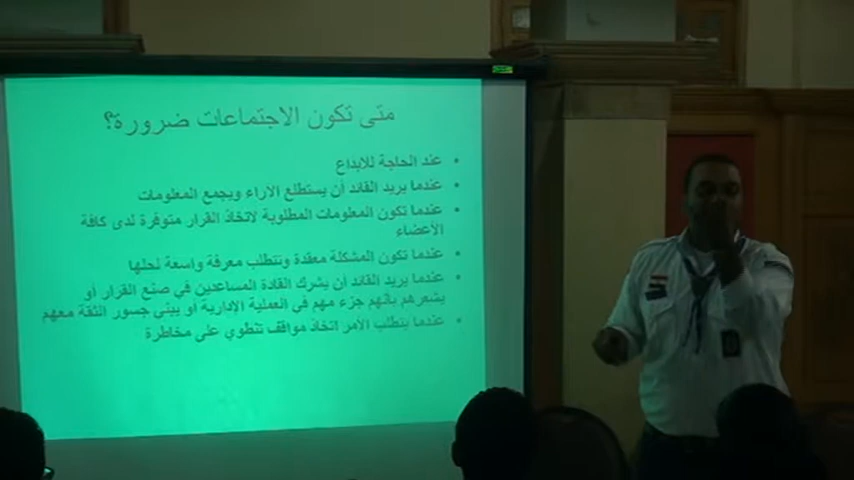 متى تكون الاجتماعات ضرورة؟
• عند الحاجة للابداع
• عندما يريد القائد أن يستطلع الاراء ويجمع المعلومات
• عندما تكون المعلومات المطلوبة لاتخاذ القرار متوفرة لدى كافة
الأعضاء
• عندما تكون المشكلة معقدة وتتطلب معرفة واسعة لحلها
• عندما يريد القائد ان يشرك القادة المساعدين في صنع القرار أو
يشعرهم بأنهم جزء مهم في العملية الإدارية او يبني جسور الثقة معهم
• عندما يتطلب الأمر اتخاذ مواقف تنطوي على مخاطرة